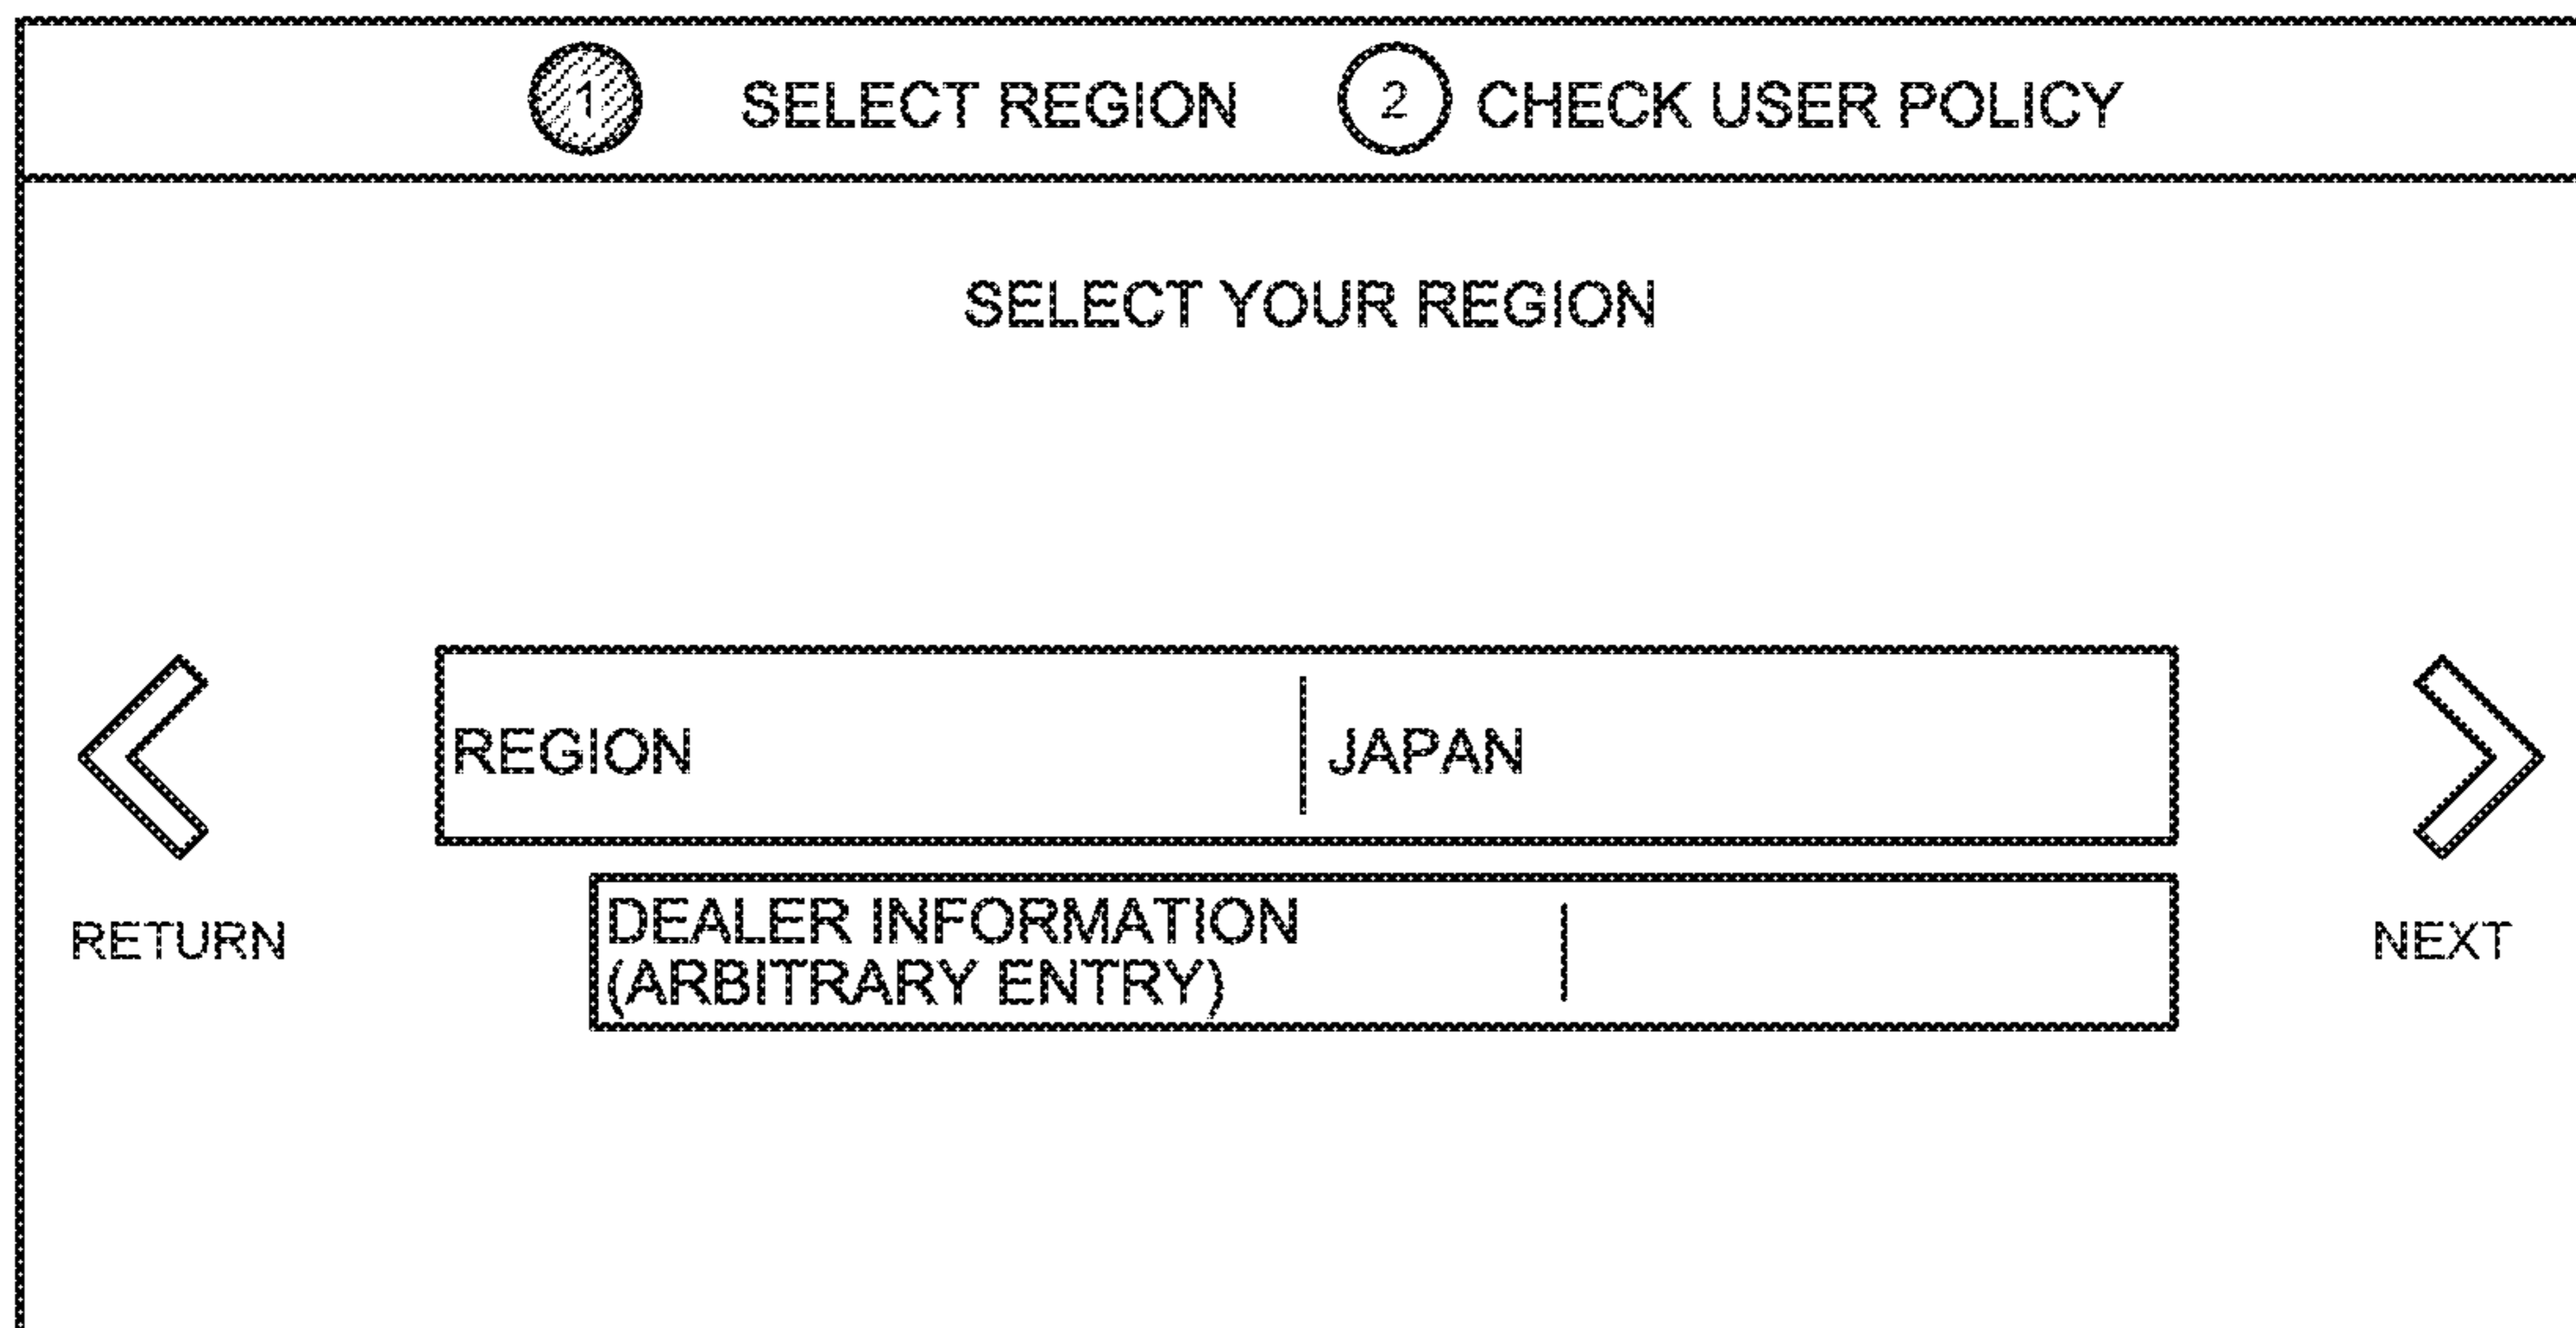 1 SELECT REGION 2 CHECK USER POLICY
SELECT YOUR REGION
REGION JAPAN
DEALER INFORMATION
(ARBITRARY ENTRY)
RETURN
NEXT